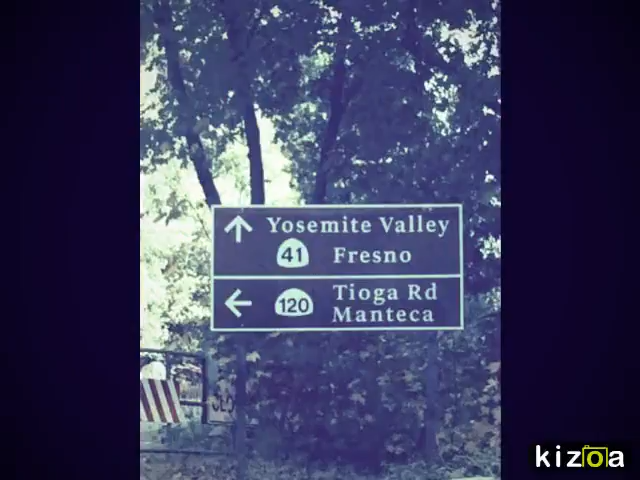 Yosemite Valley
41 Fresno
120 Tioga Rd
Manteca
kizoa